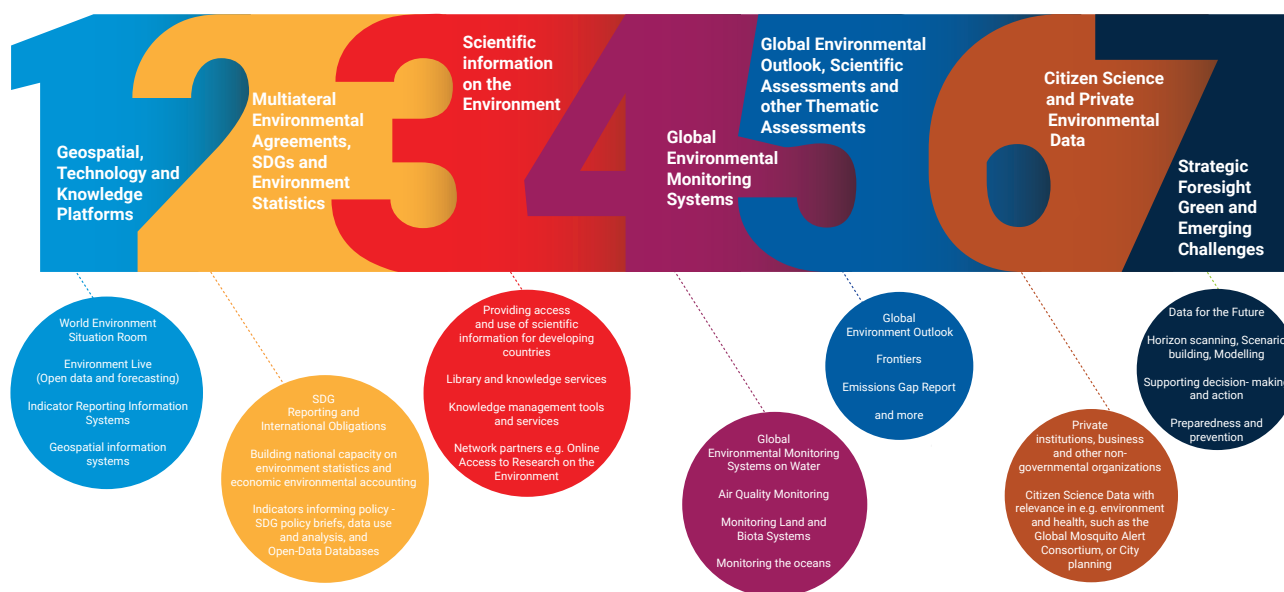 1
Geospatial,
Technology and
Knowledge
Platforms
2
Multiateral
Environmental
Agreements,
SDGs and
Environment
Statistics
3
Scientific
information
on the
Environment
4
Global
Environmental
Monitoring
Systems
5
Global Environmental
Outlook, Scientific
Assessments and
other Thematic
Assessments
6
Citizen Science
and Private
Environmental
Data
7
Strategic
Foresight
Green and
Emerging
Challenges
World Environment
Situation Room
Environment Live
(Open data and forecasting)
Indicator Reporting Information
Systems
Geospatial information
systems
SDG
Reporting and
International Obligations
Building national capacity on
environment statistics and
economic environmental accounting
Indicators informing policy -
SDG policy briefs, data use
and analysis, and
Open-Data Databases
Providing access
and use of scientific
information for developing
countries
Library and knowledge services
Knowledge management tools
and services
Network partners e.g. Online
Access to Research on the
Environment
Global
Environmental Monitoring
Systems on Water
Air Quality Monitoring
Monitoring Land and
Biota Systems
Monitoring the oceans
Global
Environment Outlook
Frontiers
Emissions Gap Report
and more
Private
institutions, business
and other non-
governmental organizations
Citizen Science Data with
relevance in e.g. environment
and health, such as the
Global Mosquito Alert
Consortium, or City
planning
Data for the Future
Horizon scanning, Scenario
building, Modelling
Supporting decision- making
and action
Preparedness and
prevention